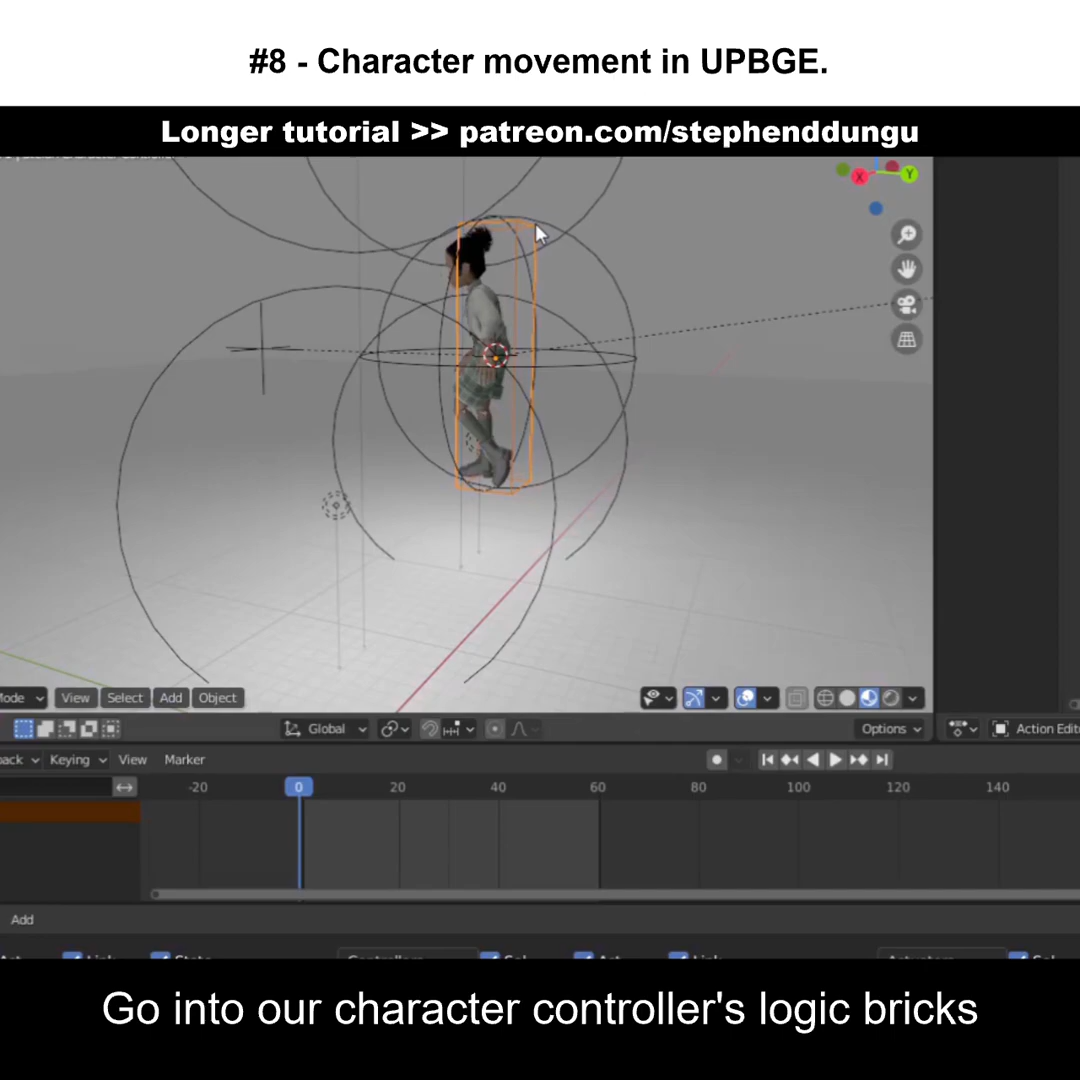 #8 - Character movement in UPBGE.
Longer tutorial >> patreon.com/stephenddungu
X
Y
View Select Add Object
Global
Options
Action Edit
Keying View Marker
-20 0 20 40 60 80 100 120 140
Add
Go into our character controller's logic bricks